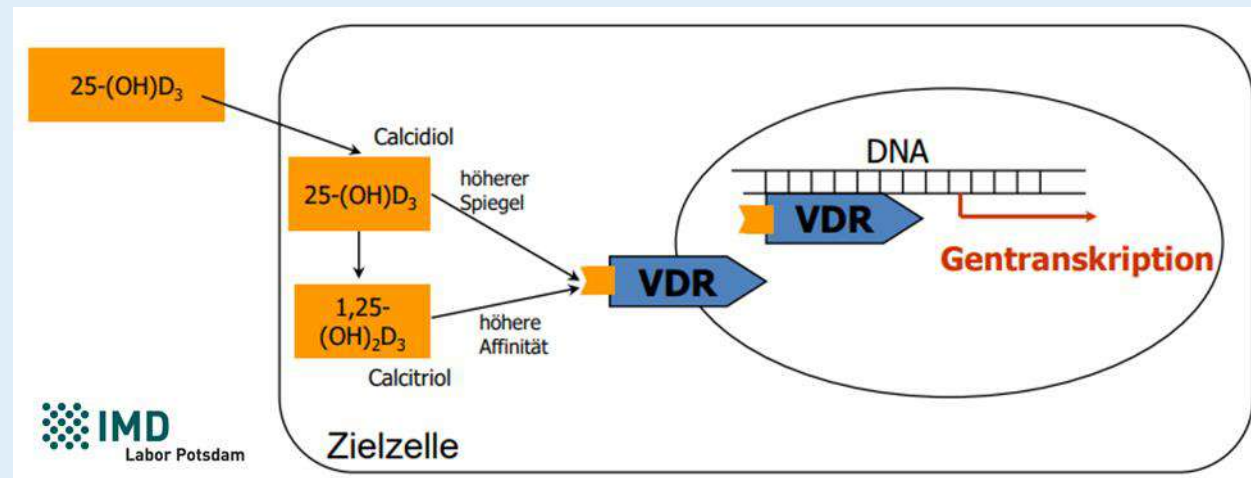 25-(OH)D₃
Calcidiol
25-(OH)D₃
höherer
Spiegel
1,25-
(OH)₂D₃
Calcitriol
höhere
Affinität
VDR
DNA
VDR
Gentranskription
Zielzelle
IMD
Labor Potsdam